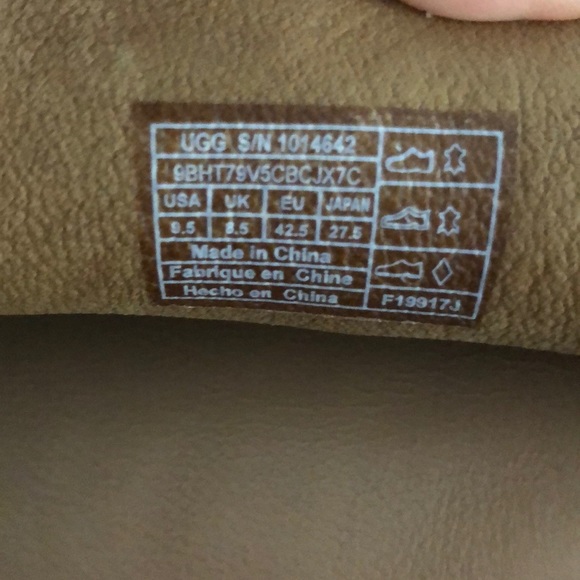 UGG S/N 1014642
9BHT79V5CBCJX7C
USA UK EU JAPAN
9.5 8.5 42.5 27.5
Made in China
Fabrique en Chine
Hecho en China
F19917J